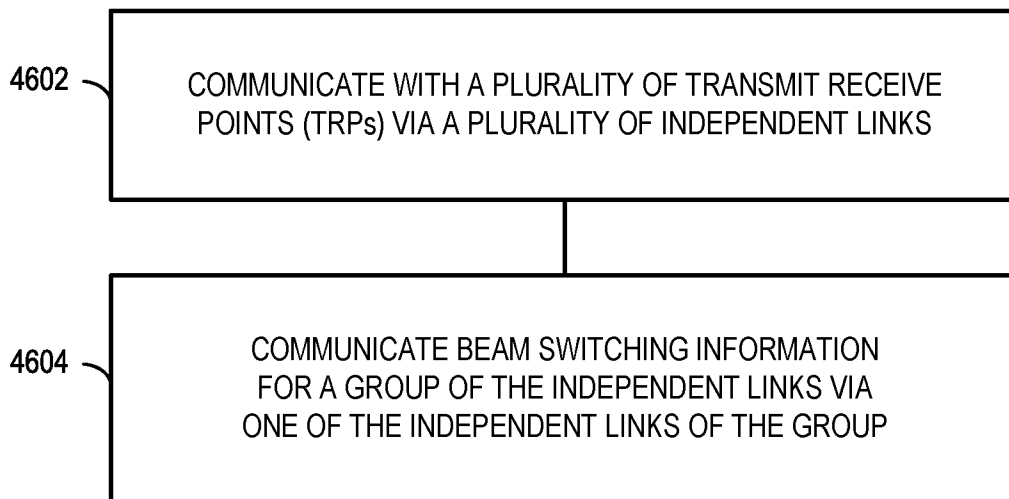 4602
COMMUNICATE WITH A PLURALITY OF TRANSMIT RECEIVE
POINTS (TRPs) VIA A PLURALITY OF INDEPENDENT LINKS
4604
COMMUNICATE BEAM SWITCHING INFORMATION
FOR A GROUP OF THE INDEPENDENT LINKS VIA
ONE OF THE INDEPENDENT LINKS OF THE GROUP